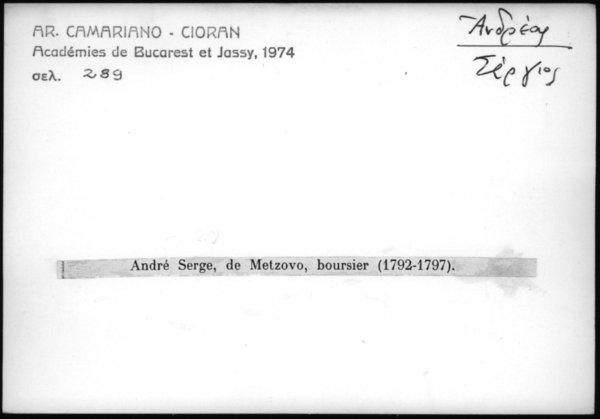 AR. CAMARIANO - CIORAN
Académies de Bucarest et Jassy, 1974
σελ. 289
Ἀνδρέας
Σέργιος
André Serge, de Metzovo, boursier (1792-1797).